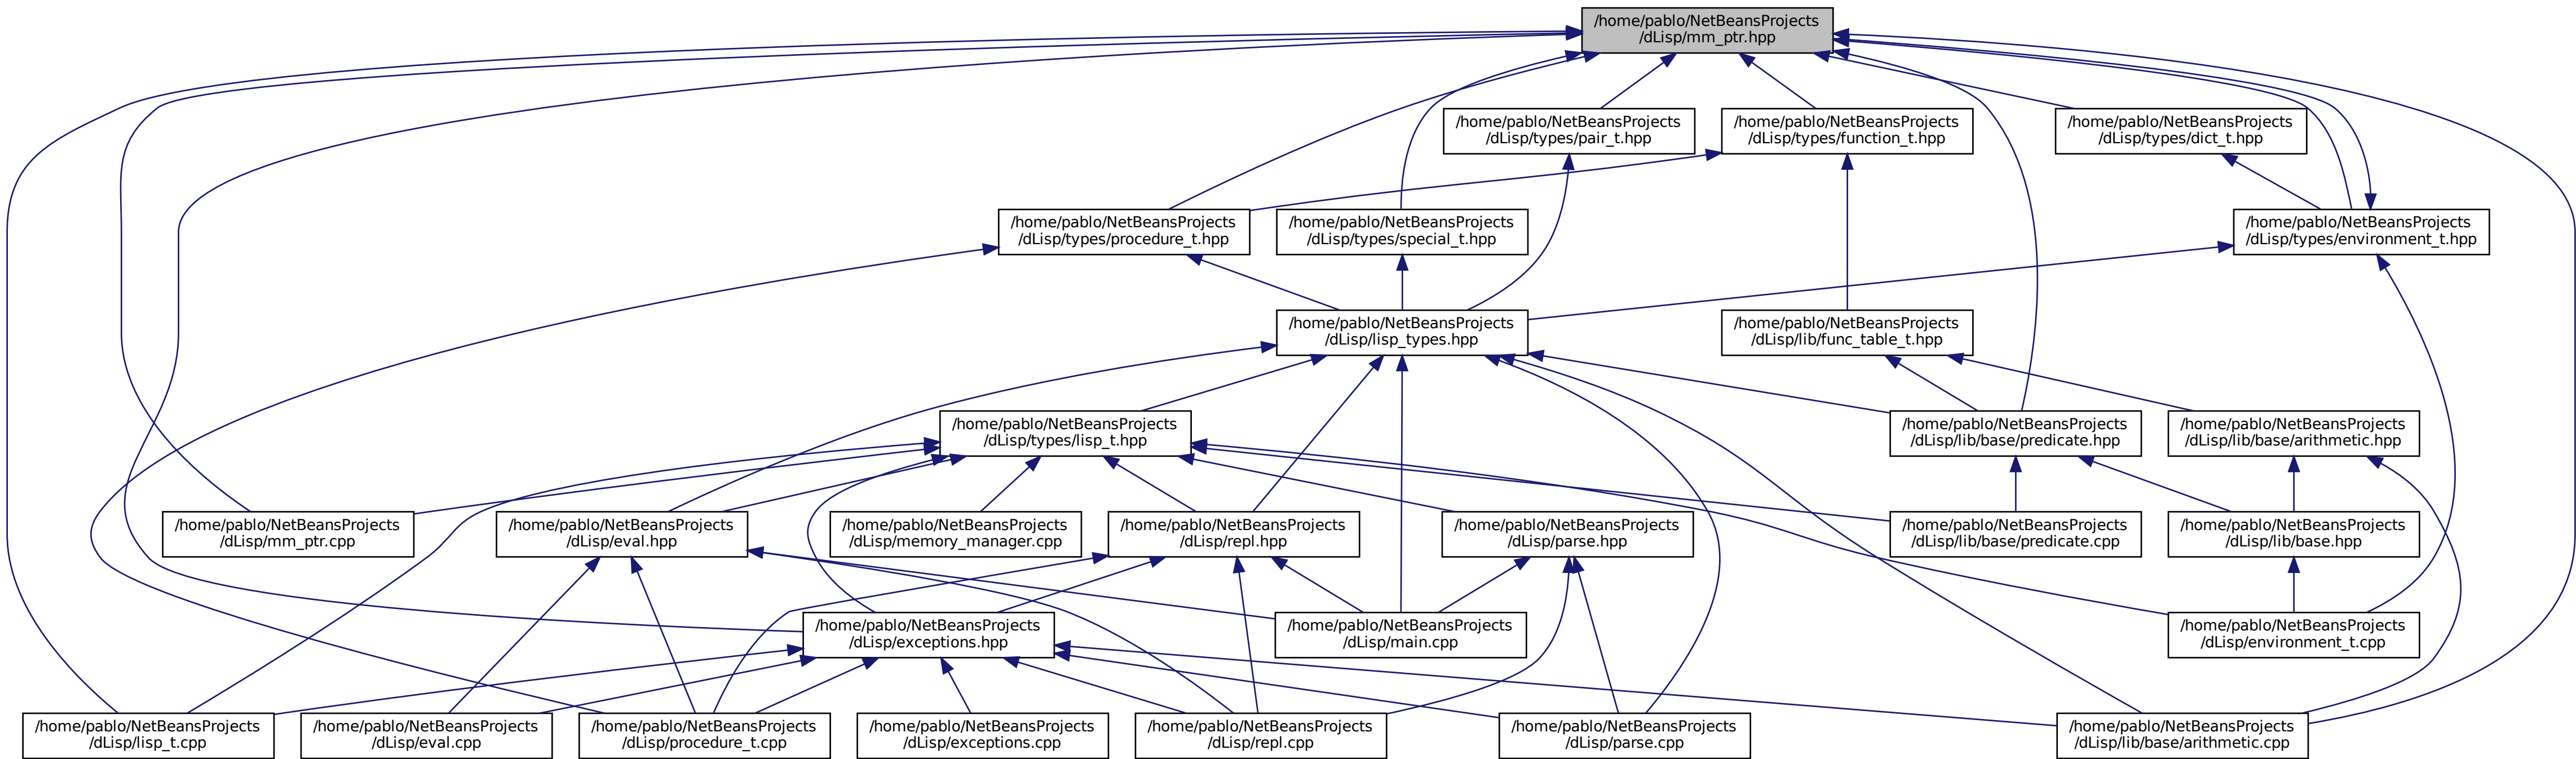 /home/pablo/NetBeansProjects
/dLisp/mm_ptr.hpp
/home/pablo/NetBeansProjects
/dLisp/types/pair_t.hpp
/home/pablo/NetBeansProjects
/dLisp/types/function_t.hpp
/home/pablo/NetBeansProjects
/dLisp/types/dict_t.hpp
/home/pablo/NetBeansProjects
/dLisp/types/procedure_t.hpp
/home/pablo/NetBeansProjects
/dLisp/types/special_t.hpp
/home/pablo/NetBeansProjects
/dLisp/types/environment_t.hpp
/home/pablo/NetBeansProjects
/dLisp/lisp_types.hpp
/home/pablo/NetBeansProjects
/dLisp/lib/func_table_t.hpp
/home/pablo/NetBeansProjects
/dLisp/types/lisp_t.hpp
/home/pablo/NetBeansProjects
/dLisp/lib/base/predicate.hpp
/home/pablo/NetBeansProjects
/dLisp/lib/base/arithmetic.hpp
/home/pablo/NetBeansProjects
/dLisp/mm_ptr.cpp
/home/pablo/NetBeansProjects
/dLisp/eval.hpp
/home/pablo/NetBeansProjects
/dLisp/memory_manager.cpp
/home/pablo/NetBeansProjects
/dLisp/repl.hpp
/home/pablo/NetBeansProjects
/dLisp/parse.hpp
/home/pablo/NetBeansProjects
/dLisp/lib/base/predicate.cpp
/home/pablo/NetBeansProjects
/dLisp/lib/base.hpp
/home/pablo/NetBeansProjects
/dLisp/exceptions.hpp
/home/pablo/NetBeansProjects
/dLisp/main.cpp
/home/pablo/NetBeansProjects
/dLisp/environment_t.cpp
/home/pablo/NetBeansProjects
/dLisp/lisp_t.cpp
/home/pablo/NetBeansProjects
/dLisp/eval.cpp
/home/pablo/NetBeansProjects
/dLisp/procedure_t.cpp
/home/pablo/NetBeansProjects
/dLisp/exceptions.cpp
/home/pablo/NetBeansProjects
/dLisp/repl.cpp
/home/pablo/NetBeansProjects
/dLisp/parse.cpp
/home/pablo/NetBeansProjects
/dLisp/lib/base/arithmetic.cpp